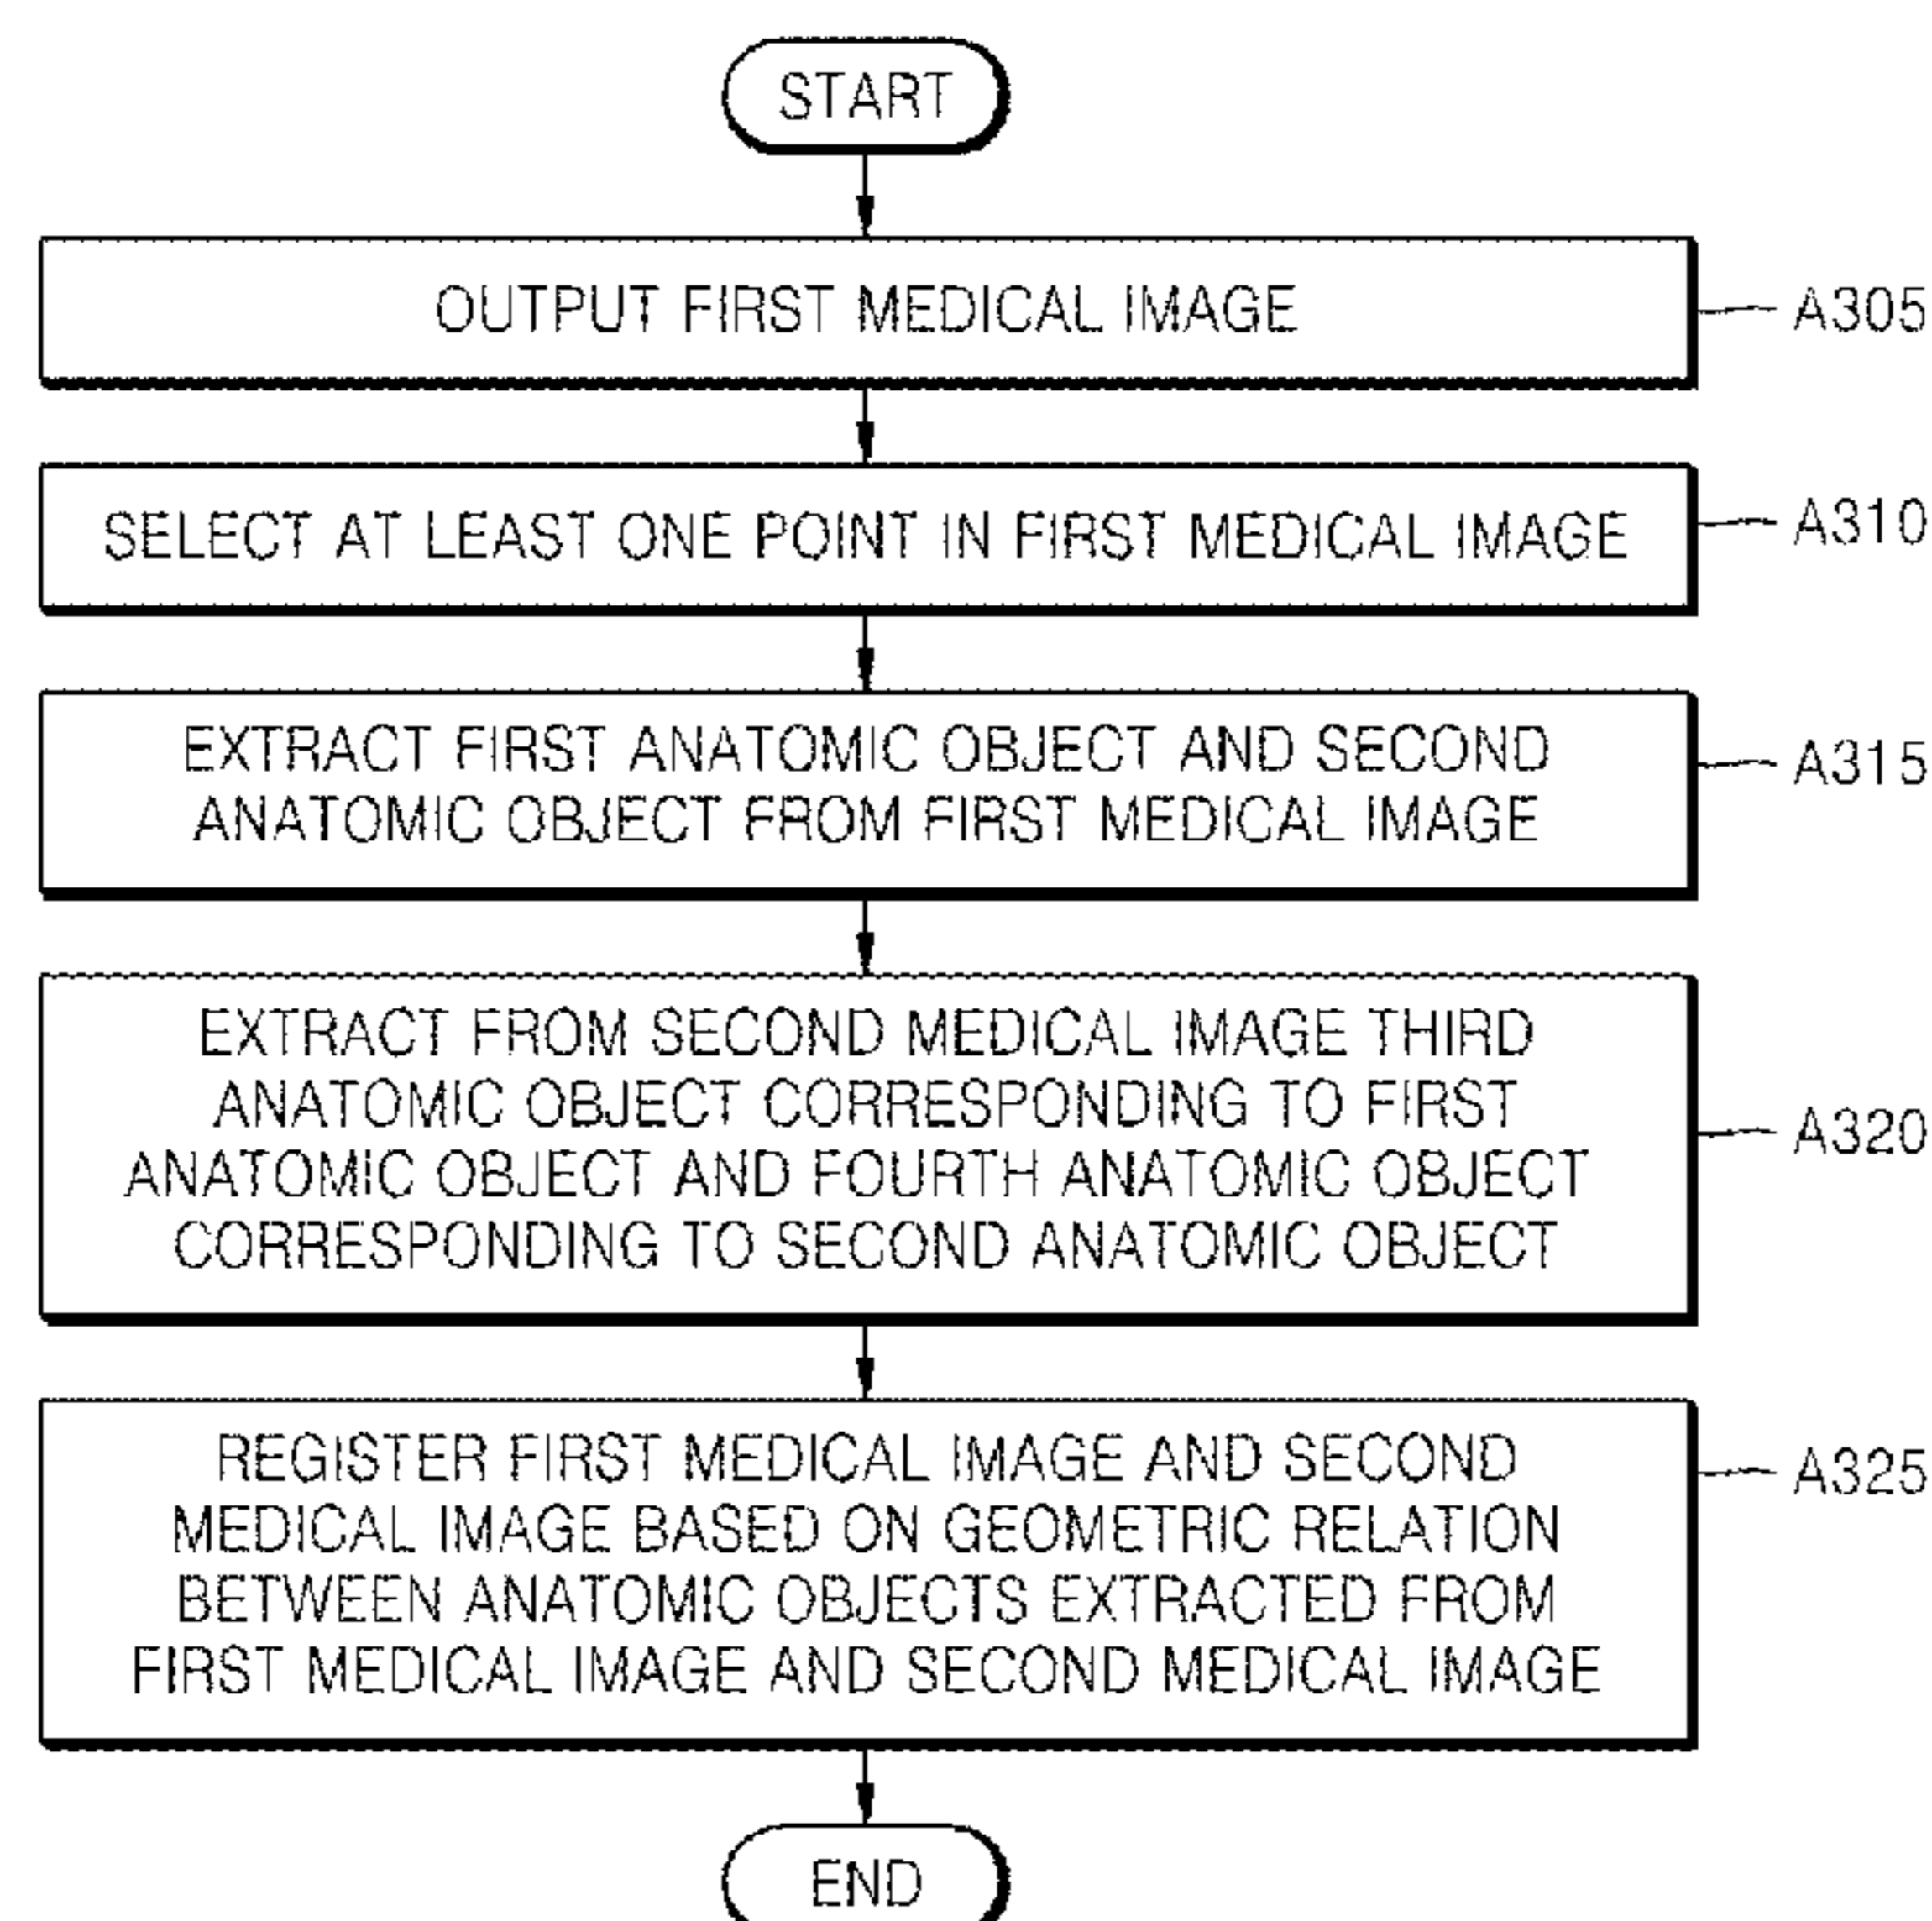 START
OUTPUT FIRST MEDICAL IMAGE
A305
SELECT AT LEAST ONE POINT IN FIRST MEDICAL IMAGE
A310
EXTRACT FIRST ANATOMIC OBJECT AND SECOND
ANATOMIC OBJECT FROM FIRST MEDICAL IMAGE
A315
EXTRACT FROM SECOND MEDICAL IMAGE THIRD
ANATOMIC OBJECT CORRESPONDING TO FIRST
ANATOMIC OBJECT AND FOURTH ANATOMIC OBJECT
CORRESPONDING TO SECOND ANATOMIC OBJECT
A320
REGISTER FIRST MEDICAL IMAGE AND SECOND
MEDICAL IMAGE BASED ON GEOMETRIC RELATION
BETWEEN ANATOMIC OBJECTS EXTRACTED FROM
FIRST MEDICAL IMAGE AND SECOND MEDICAL IMAGE
A325
END